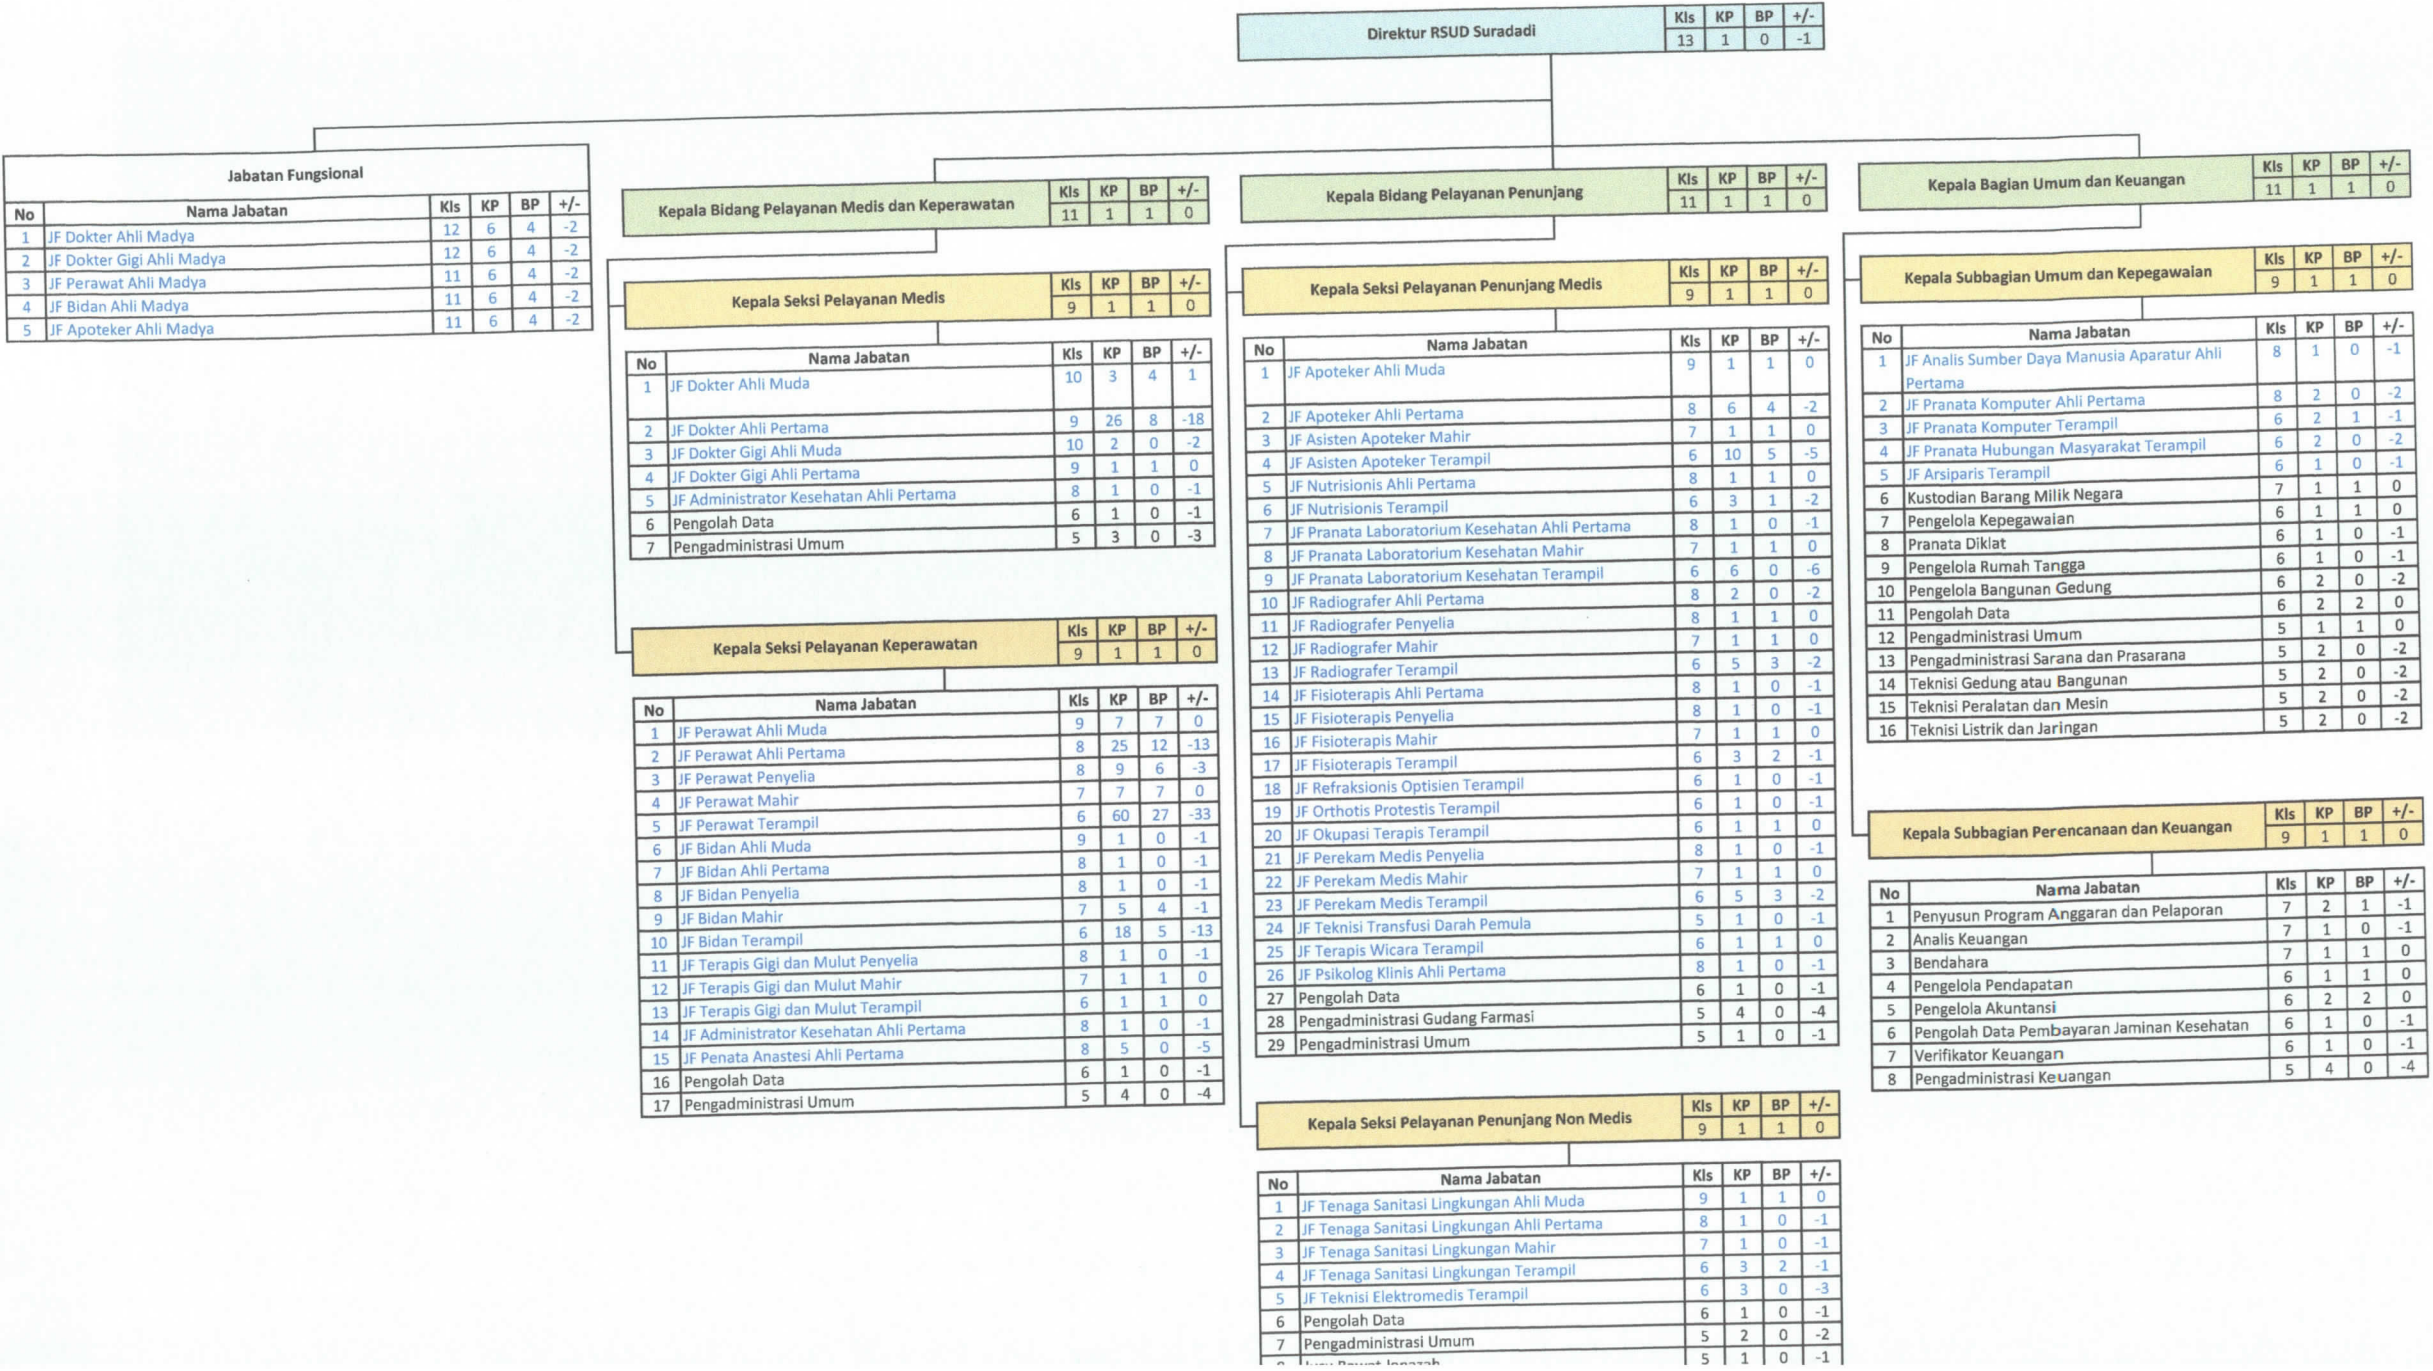 Direktur RSUD Suradadi
Kls KP BP +/-
13 1 0 -1
Jabatan Fungsional
No Nama Jabatan Kls KP BP +/-
1 JF Dokter Ahli Madya 12 6 4 -2
2 JF Dokter Gigi Ahli Madya 12 6 4 -2
3 JF Perawat Ahli Madya 11 6 4 -2
4 JF Bidan Ahli Madya 11 6 4 -2
5 JF Apoteker Ahli Madya 11 6 4 -2
Kepala Bidang Pelayanan Medis dan Keperawatan
Kls KP BP +/-
11 1 1 0
Kepala Seksi Pelayanan Medis
Kls KP BP +/-
9 1 1 0
No Nama Jabatan Kls KP BP +/-
1 JF Dokter Ahli Muda 10 3 4 1
2 JF Dokter Ahli Pertama 9 26 8 -18
3 JF Dokter Gigi Ahli Muda 10 2 0 -2
4 JF Dokter Gigi Ahli Pertama 9 1 1 0
5 JF Administrator Kesehatan Ahli Pertama 8 1 0 -1
6 Pengolah Data 6 1 0 -1
7 Pengadministrasi Umum 5 3 0 -3
Kepala Seksi Pelayanan Keperawatan
Kls KP BP +/-
9 1 1 0
No Nama Jabatan Kls KP BP +/-
1 JF Perawat Ahli Muda 9 7 7 0
2 JF Perawat Ahli Pertama 8 25 12 -13
3 JF Perawat Penyelia 8 9 6 -3
4 JF Perawat Mahir 7 7 7 0
5 JF Perawat Terampil 6 60 27 -33
6 JF Bidan Ahli Muda 9 1 0 -1
7 JF Bidan Ahli Pertama 8 1 0 -1
8 JF Bidan Penyelia 8 1 0 -1
9 JF Bidan Mahir 7 5 4 -1
10 JF Bidan Terampil 6 18 5 -13
11 JF Terapis Gigi dan Mulut Penyelia 8 1 0 -1
12 JF Terapis Gigi dan Mulut Mahir 7 1 1 0
13 JF Terapis Gigi dan Mulut Terampil 6 1 1 0
14 JF Administrator Kesehatan Ahli Pertama 8 1 0 -1
15 JF Penata Anastesi Ahli Pertama 8 5 0 -5
16 Pengolah Data 6 1 0 -1
17 Pengadministrasi Umum 5 4 0 -4
Kepala Bidang Pelayanan Penunjang
Kls KP BP +/-
11 1 1 0
Kepala Seksi Pelayanan Penunjang Medis
Kls KP BP +/-
9 1 1 0
No Nama Jabatan Kls KP BP +/-
1 JF Apoteker Ahli Muda 9 1 1 0
2 JF Apoteker Ahli Pertama 8 6 4 -2
3 JF Asisten Apoteker Mahir 7 1 1 0
4 JF Asisten Apoteker Terampil 6 10 5 -5
5 JF Nutrisionis Ahli Pertama 8 1 1 0
6 JF Nutrisionis Terampil 6 3 1 -2
7 JF Pranata Laboratorium Kesehatan Ahli Pertama 8 1 0 -1
8 JF Pranata Laboratorium Kesehatan Mahir 7 1 1 0
9 JF Pranata Laboratorium Kesehatan Terampil 6 6 0 -6
10 JF Radiografer Ahli Pertama 8 2 0 -2
11 JF Radiografer Penyelia 8 1 1 0
12 JF Radiografer Mahir 7 1 1 0
13 JF Radiografer Terampil 6 5 3 -2
14 JF Fisioterapis Ahli Pertama 8 1 0 -1
15 JF Fisioterapis Penyelia 8 1 0 -1
16 JF Fisioterapis Mahir 7 1 1 0
17 JF Fisioterapis Terampil 6 3 2 -1
18 JF Refraksionis Optisien Terampil 6 1 0 -1
19 JF Orthotis Protestis Terampil 6 1 0 -1
20 JF Okupasi Terapis Terampil 6 1 1 0
21 JF Perekam Medis Penyelia 8 1 0 -1
22 JF Perekam Medis Mahir 7 1 1 0
23 JF Perekam Medis Terampil 6 5 3 -2
24 JF Teknisi Transfusi Darah Pemula 5 1 0 -1
25 JF Terapis Wicara Terampil 6 1 1 0
26 JF Psikolog Klinis Ahli Pertama 8 1 0 -1
27 Pengolah Data 6 1 0 -1
28 Pengadministrasi Gudang Farmasi 5 4 0 -4
29 Pengadministrasi Umum 5 1 0 -1
Kepala Seksi Pelayanan Penunjang Non Medis
Kls KP BP +/-
9 1 1 0
No Nama Jabatan Kls KP BP +/-
1 JF Tenaga Sanitasi Lingkungan Ahli Muda 9 1 1 0
2 JF Tenaga Sanitasi Lingkungan Ahli Pertama 8 1 0 -1
3 JF Tenaga Sanitasi Lingkungan Mahir 7 1 0 -1
4 JF Tenaga Sanitasi Lingkungan Terampil 6 3 2 -1
5 JF Teknisi Elektromedis Terampil 6 3 0 -3
6 Pengolah Data 6 1 0 -1
7 Pengadministrasi Umum 5 2 0 -2
5 1 0 -1
Kepala Bagian Umum dan Keuangan
Kls KP BP +/-
11 1 1 0
Kepala Subbagian Umum dan Kepegawaian
Kls KP BP +/-
9 1 1 0
No Nama Jabatan Kls KP BP +/-
1 JF Analis Sumber Daya Manusia Aparatur Ahli 8 1 0 -1
Pertama
2 JF Pranata Komputer Ahli Pertama 8 2 0 -2
3 JF Pranata Komputer Terampil 6 2 1 -1
4 JF Pranata Hubungan Masyarakat Terampil 6 2 0 -2
5 JF Arsiparis Terampil 6 1 0 -1
6 Kustodian Barang Milik Negara 7 1 1 0
7 Pengelola Kepegawaian 6 1 1 0
8 Pranata Diklat 6 1 0 -1
9 Pengelola Rumah Tangga 6 1 0 -1
10 Pengelola Bangunan Gedung 6 2 0 -2
11 Pengolah Data 6 2 2 0
12 Pengadministrasi Umum 5 1 1 0
13 Pengadministrasi Sarana dan Prasarana 5 2 0 -2
14 Teknisi Gedung atau Bangunan 5 2 0 -2
15 Teknisi Peralatan dan Mesin 5 2 0 -2
16 Teknisi Listrik dan Jaringan 5 2 0 -2
Kepala Subbagian Perencanaan dan Keuangan
Kls KP BP +/-
9 1 1 0
No Nama Jabatan Kls KP BP +/-
1 Penyusun Program Anggaran dan Pelaporan 7 2 1 -1
2 Analis Keuangan 7 1 0 -1
3 Bendahara 7 1 1 0
4 Pengelola Pendapatan 6 1 1 0
5 Pengelola Akuntansi 6 2 2 0
6 Pengolah Data Pembayaran Jaminan Kesehatan 6 1 0 -1
7 Verifikator Keuangan 6 1 0 -1
8 Pengadministrasi Keuangan 5 4 0 -4